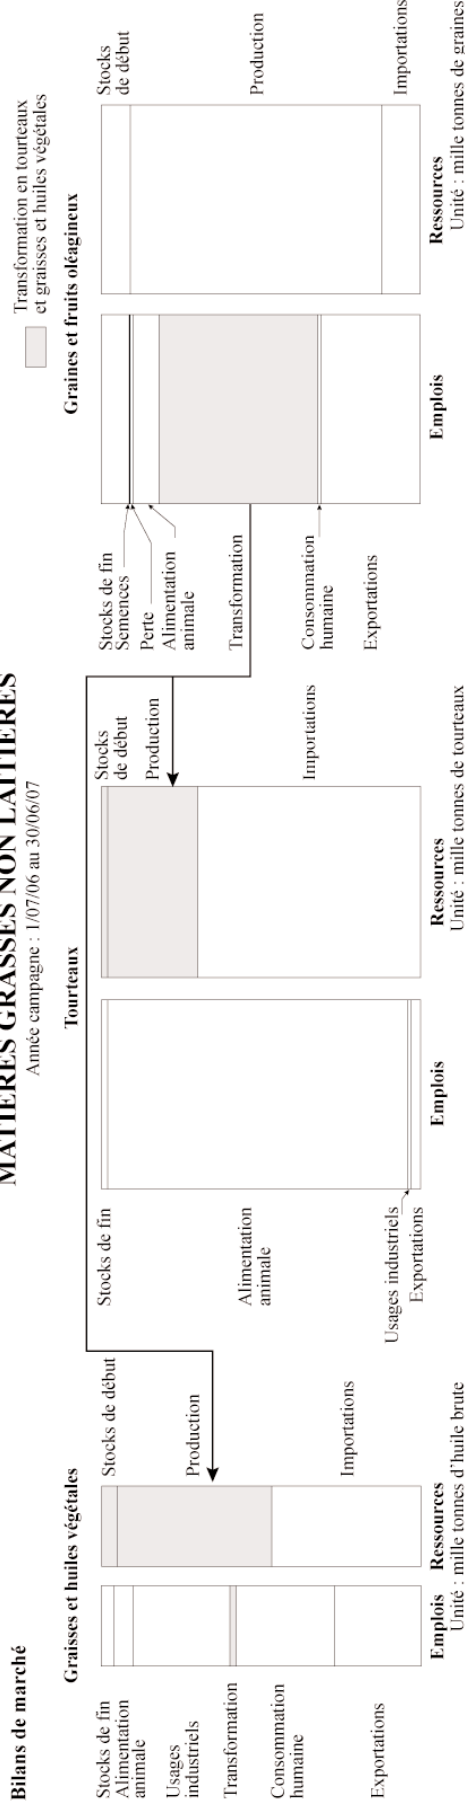 MATIÈRES GRASSES NON LAITIÈRES
Année campagne : 1/07/06 au 30/06/07
Bilans de marché
Transformation en tourteaux
et graisses et huiles végétales
Graisses et huiles végétales
Stocks de fin
Alimentation
animale
Usages
industriels
Transformation
Consommation
humaine
Exportations
Emplois
Stocks de début
Production
Importations
Ressources
Unité : mille tonnes d'huile brute
Tourteaux
Stocks de fin
Alimentation
animale
Usages industriels
Exportations
Emplois
Stocks
de début
Production
Importations
Ressources
Unité : mille tonnes de tourteaux
Graines et fruits oléagineux
Stocks de fin
Semences
Perte
Alimentation
animale
Transformation
Consommation
humaine
Exportations
Emplois
Stocks
de début
Production
Importations
Ressources
Unité : mille tonnes de graines